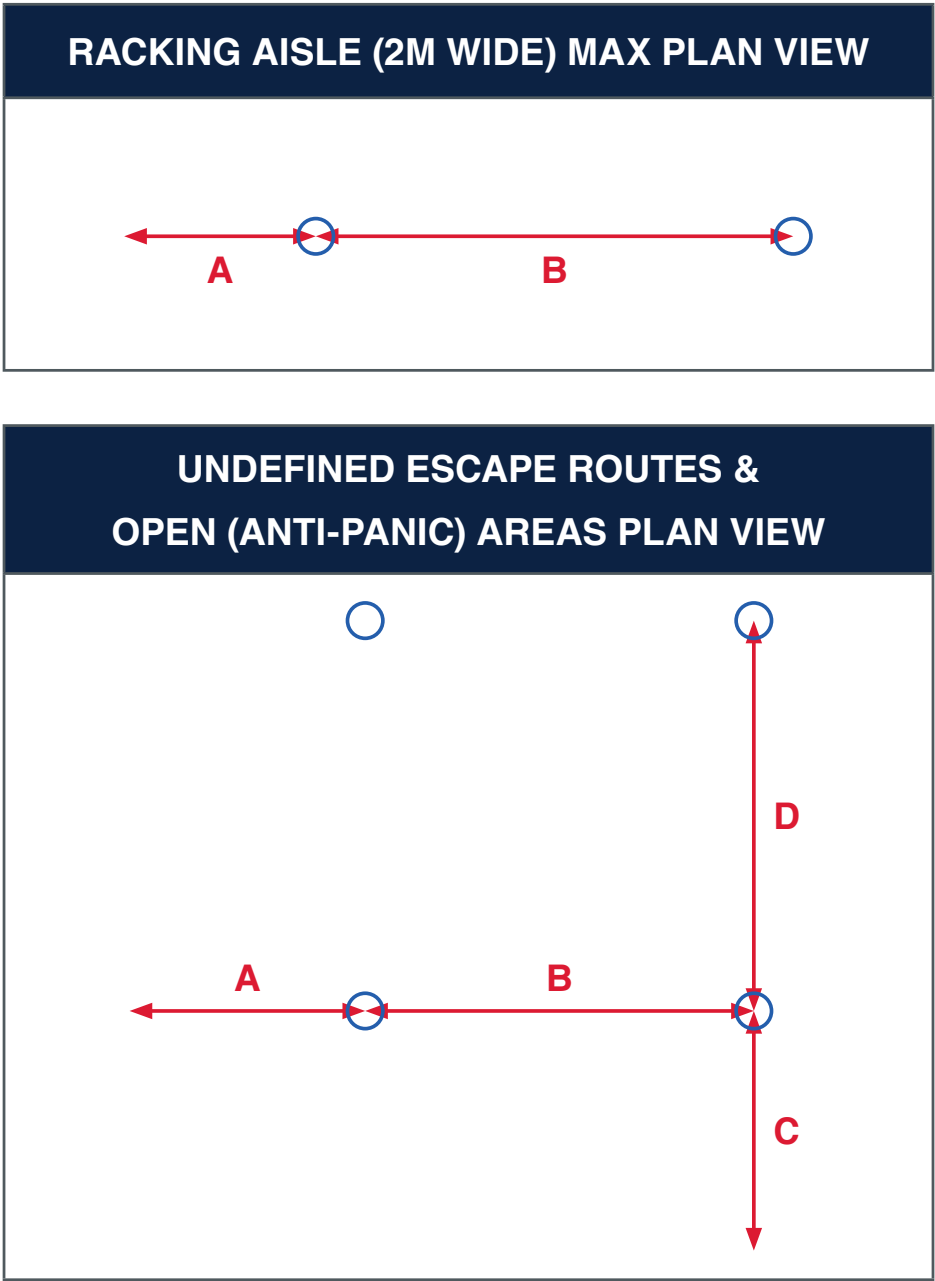 RACKING AISLE (2M WIDE) MAX PLAN VIEW
A
B
UNDEFINED ESCAPE ROUTES &
OPEN (ANTI-PANIC) AREAS PLAN VIEW
D
A
B
C